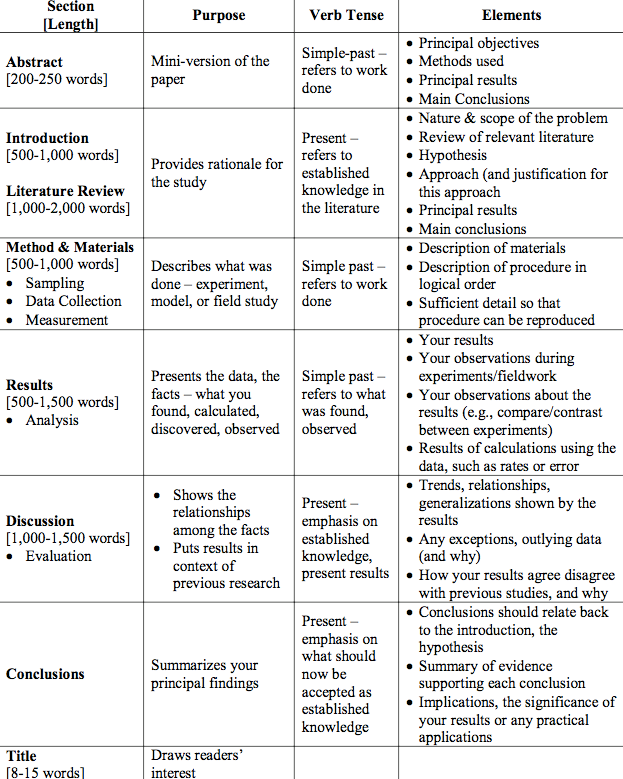 Section
[Length]
Purpose
Verb Tense
Elements
Abstract
[200-250 words]
Mini-version of the
paper
Simple-past –
refers to work
done
• Principal objectives
• Methods used
• Principal results
• Main Conclusions
Introduction
[500-1,000 words]
Literature Review
[1,000-2,000 words]
Provides rationale for
the study
Present –
refers to
established
knowledge in
the literature
• Nature & scope of the problem
• Review of relevant literature
• Hypothesis
• Approach (and justification for
this approach
• Principal results
• Main conclusions
Method & Materials
[500-1,000 words]
• Sampling
• Data Collection
• Measurement
Describes what was
done – experiment,
model, or field study
Simple past –
refers to work
done
• Description of materials
• Description of procedure in
logical order
• Sufficient detail so that
procedure can be reproduced
Results
[500-1,500 words]
• Analysis
Presents the data, the
facts – what you
found, calculated,
discovered, observed
Simple past –
refers to what
was found,
observed
• Your results
• Your observations during
experiments/fieldwork
• Your observations about the
results (e.g., compare/contrast
between experiments)
• Results of calculations using the
data, such as rates or error
Discussion
[1,000-1,500 words]
• Evaluation
• Shows the
relationships
among the facts
• Puts results in
context of
previous research
Present –
emphasis on
established
knowledge,
present results
• Trends, relationships,
generalizations shown by the
results
• Any exceptions, outlying data
(and why)
• How your results agree disagree
with previous studies, and why
Conclusions
Summarizes your
principal findings
Present –
emphasis on
what should
now be
accepted as
established
knowledge
• Conclusions should relate back
to the introduction, the
hypothesis
• Summary of evidence
supporting each conclusion
• Implications, the significance of
your results or any practical
applications
Title
[8-15 words]
Draws readers'
interest